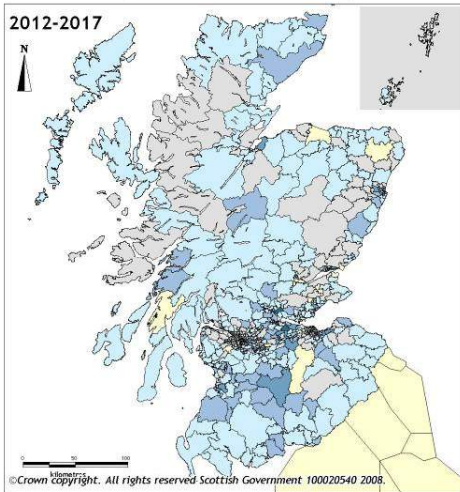 2012-2017
N
0 50 100
kilometres
©Crown copyright. All rights reserved Scottish Government 100020540 2008.